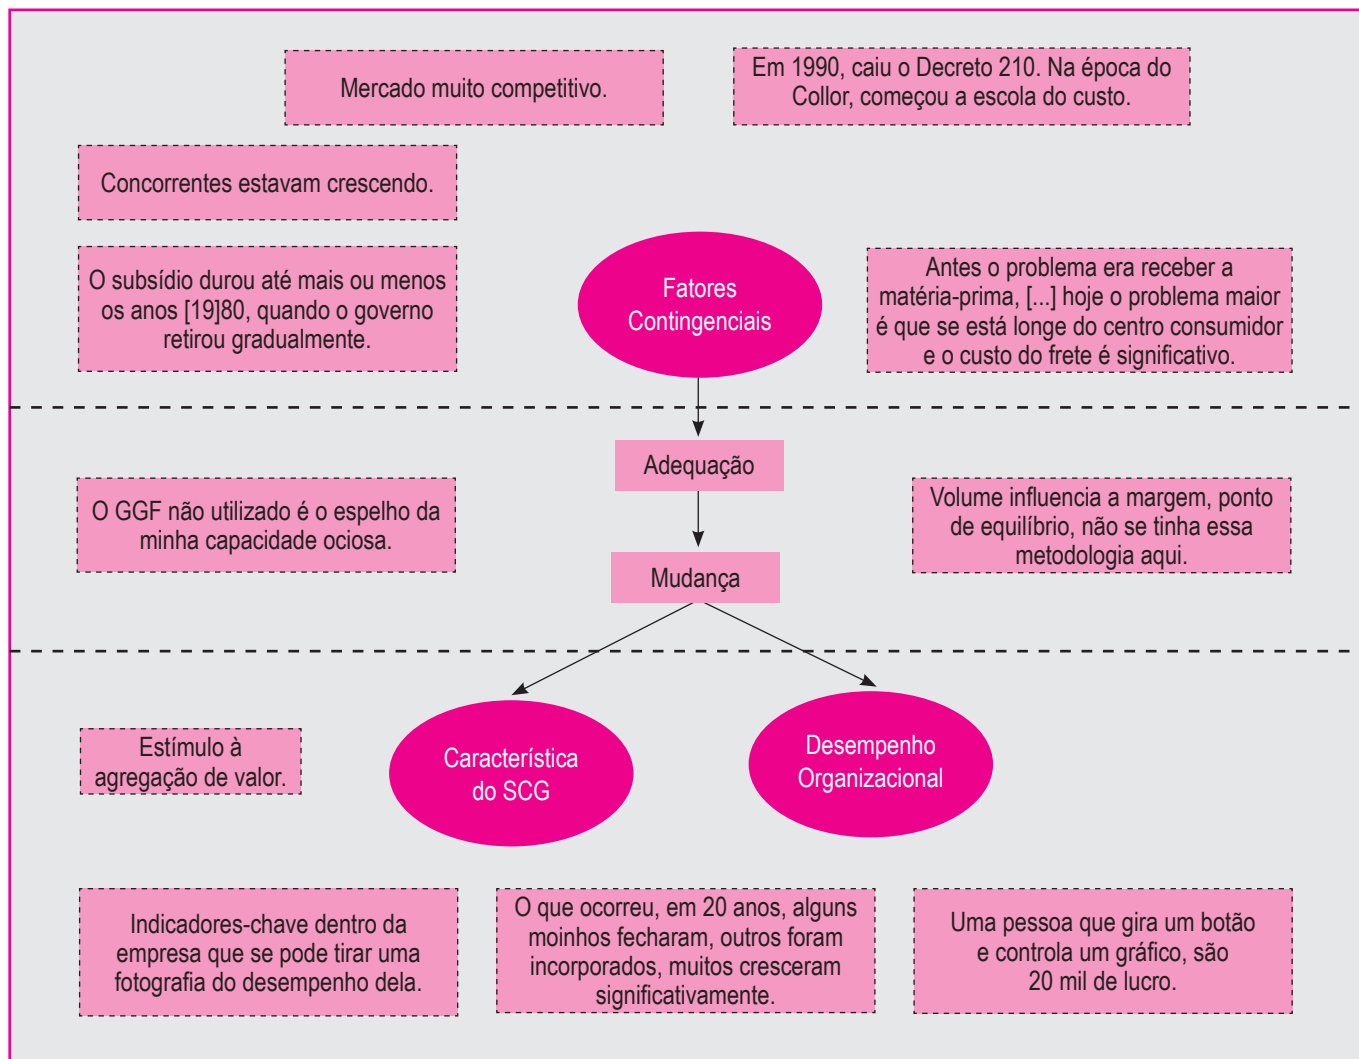 Mercado muito competitivo.
Em 1990, caiu o Decreto 210. Na época do
Collor, começou a escola do custo.
Concorrentes estavam crescendo.
O subsídio durou até mais ou menos
os anos [19]80, quando o governo
retirou gradualmente.
Fatores
Contingenciais
Antes o problema era receber a
matéria-prima, [...] hoje o problema maior
é que se está longe do centro consumidor
e o custo do frete é significativo.
Adequação
O GGF não utilizado é o espelho da
minha capacidade ociosa.
Volume influencia a margem, ponto
de equilíbrio, não se tinha essa
metodologia aqui.
Mudança
Estímulo à
agregação de valor.
Característica
do SCG
Desempenho
Organizacional
Indicadores-chave dentro da
empresa que se pode tirar uma
fotografia do desempenho dela.
O que ocorreu, em 20 anos, alguns
moinhos fecharam, outros foram
incorporados, muitos cresceram
significativamente.
Uma pessoa que gira um botão
e controla um gráfico, são
20 mil de lucro.